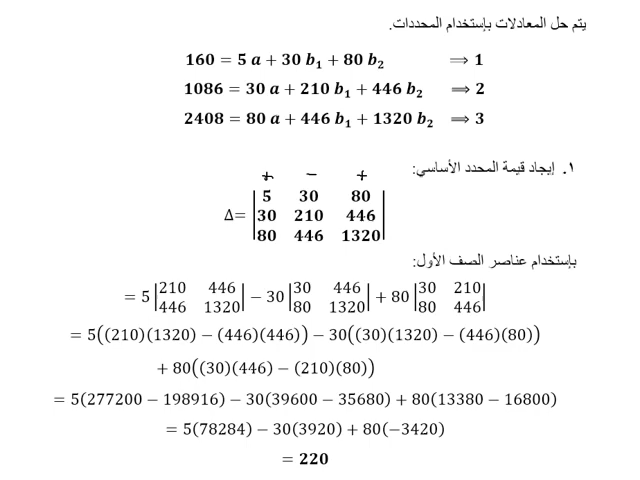 يتم حل المعادلات بإستخدام المحددات.
160 = 5 a + 30 b₁ + 80 b₂ ⟹ 1
1086 = 30 a + 210 b₁ + 446 b₂ ⟹ 2
2408 = 80 a + 446 b₁ + 1320 b₂ ⟹ 3
١. إيجاد قيمة المحدد الأساسي:
+ − +
5 30 80
Δ= |30 210 446|
80 446 1320
بإستخدام عناصر الصف الأول:
= 5 |210 446| − 30 |30 446| + 80 |30 210|
|446 1320| |80 1320| |80 446|
= 5((210)(1320) − (446)(446)) − 30((30)(1320) − (446)(80))
+ 80((30)(446) − (210)(80))
= 5(277200 − 198916) − 30(39600 − 35680) + 80(13380 − 16800)
= 5(78284) − 30(3920) + 80(−3420)
= 220